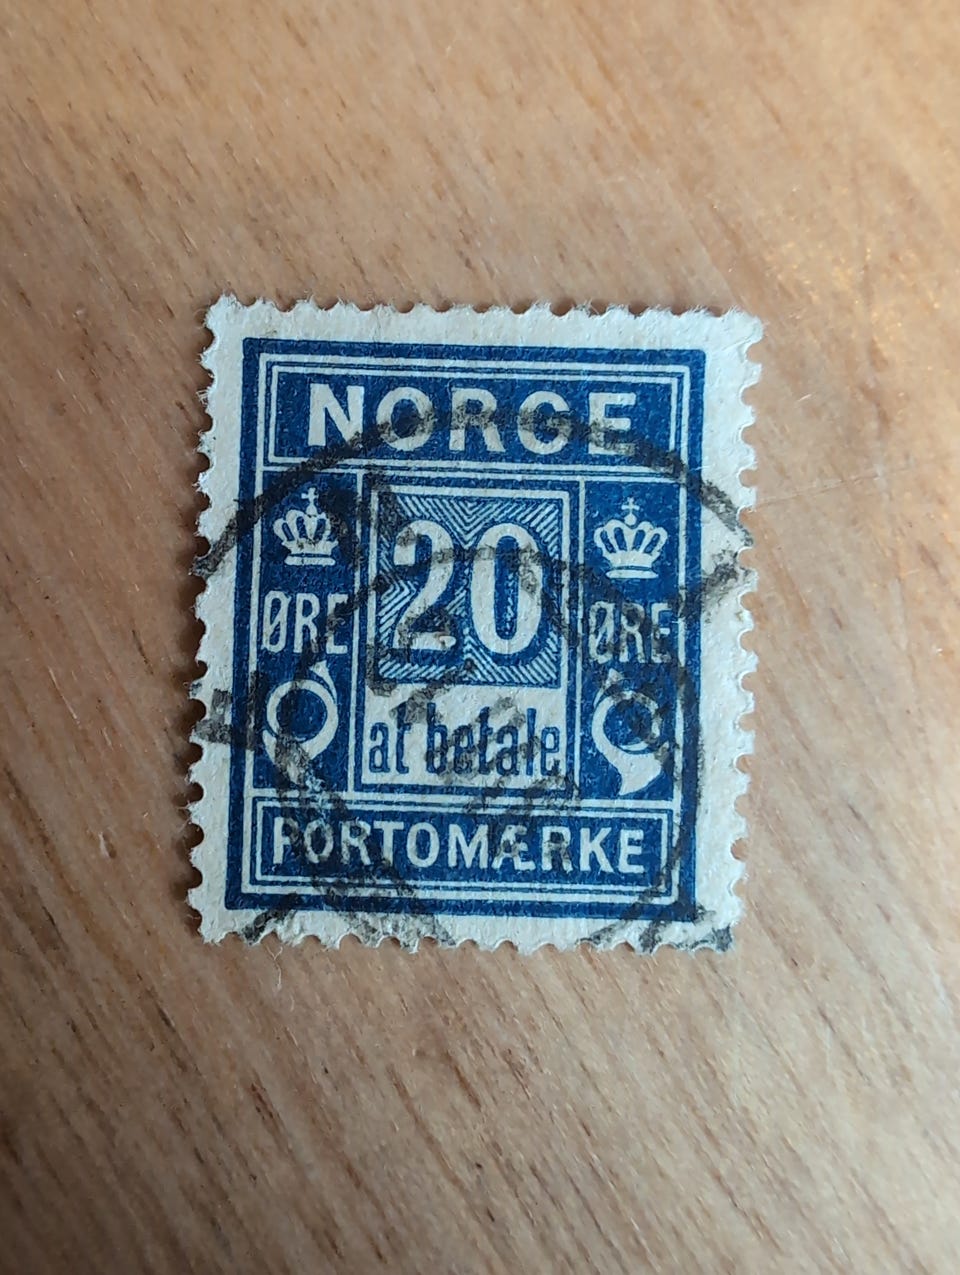 NORGE
20
ØRE ØRE
at betale
PORTOMÆRKE